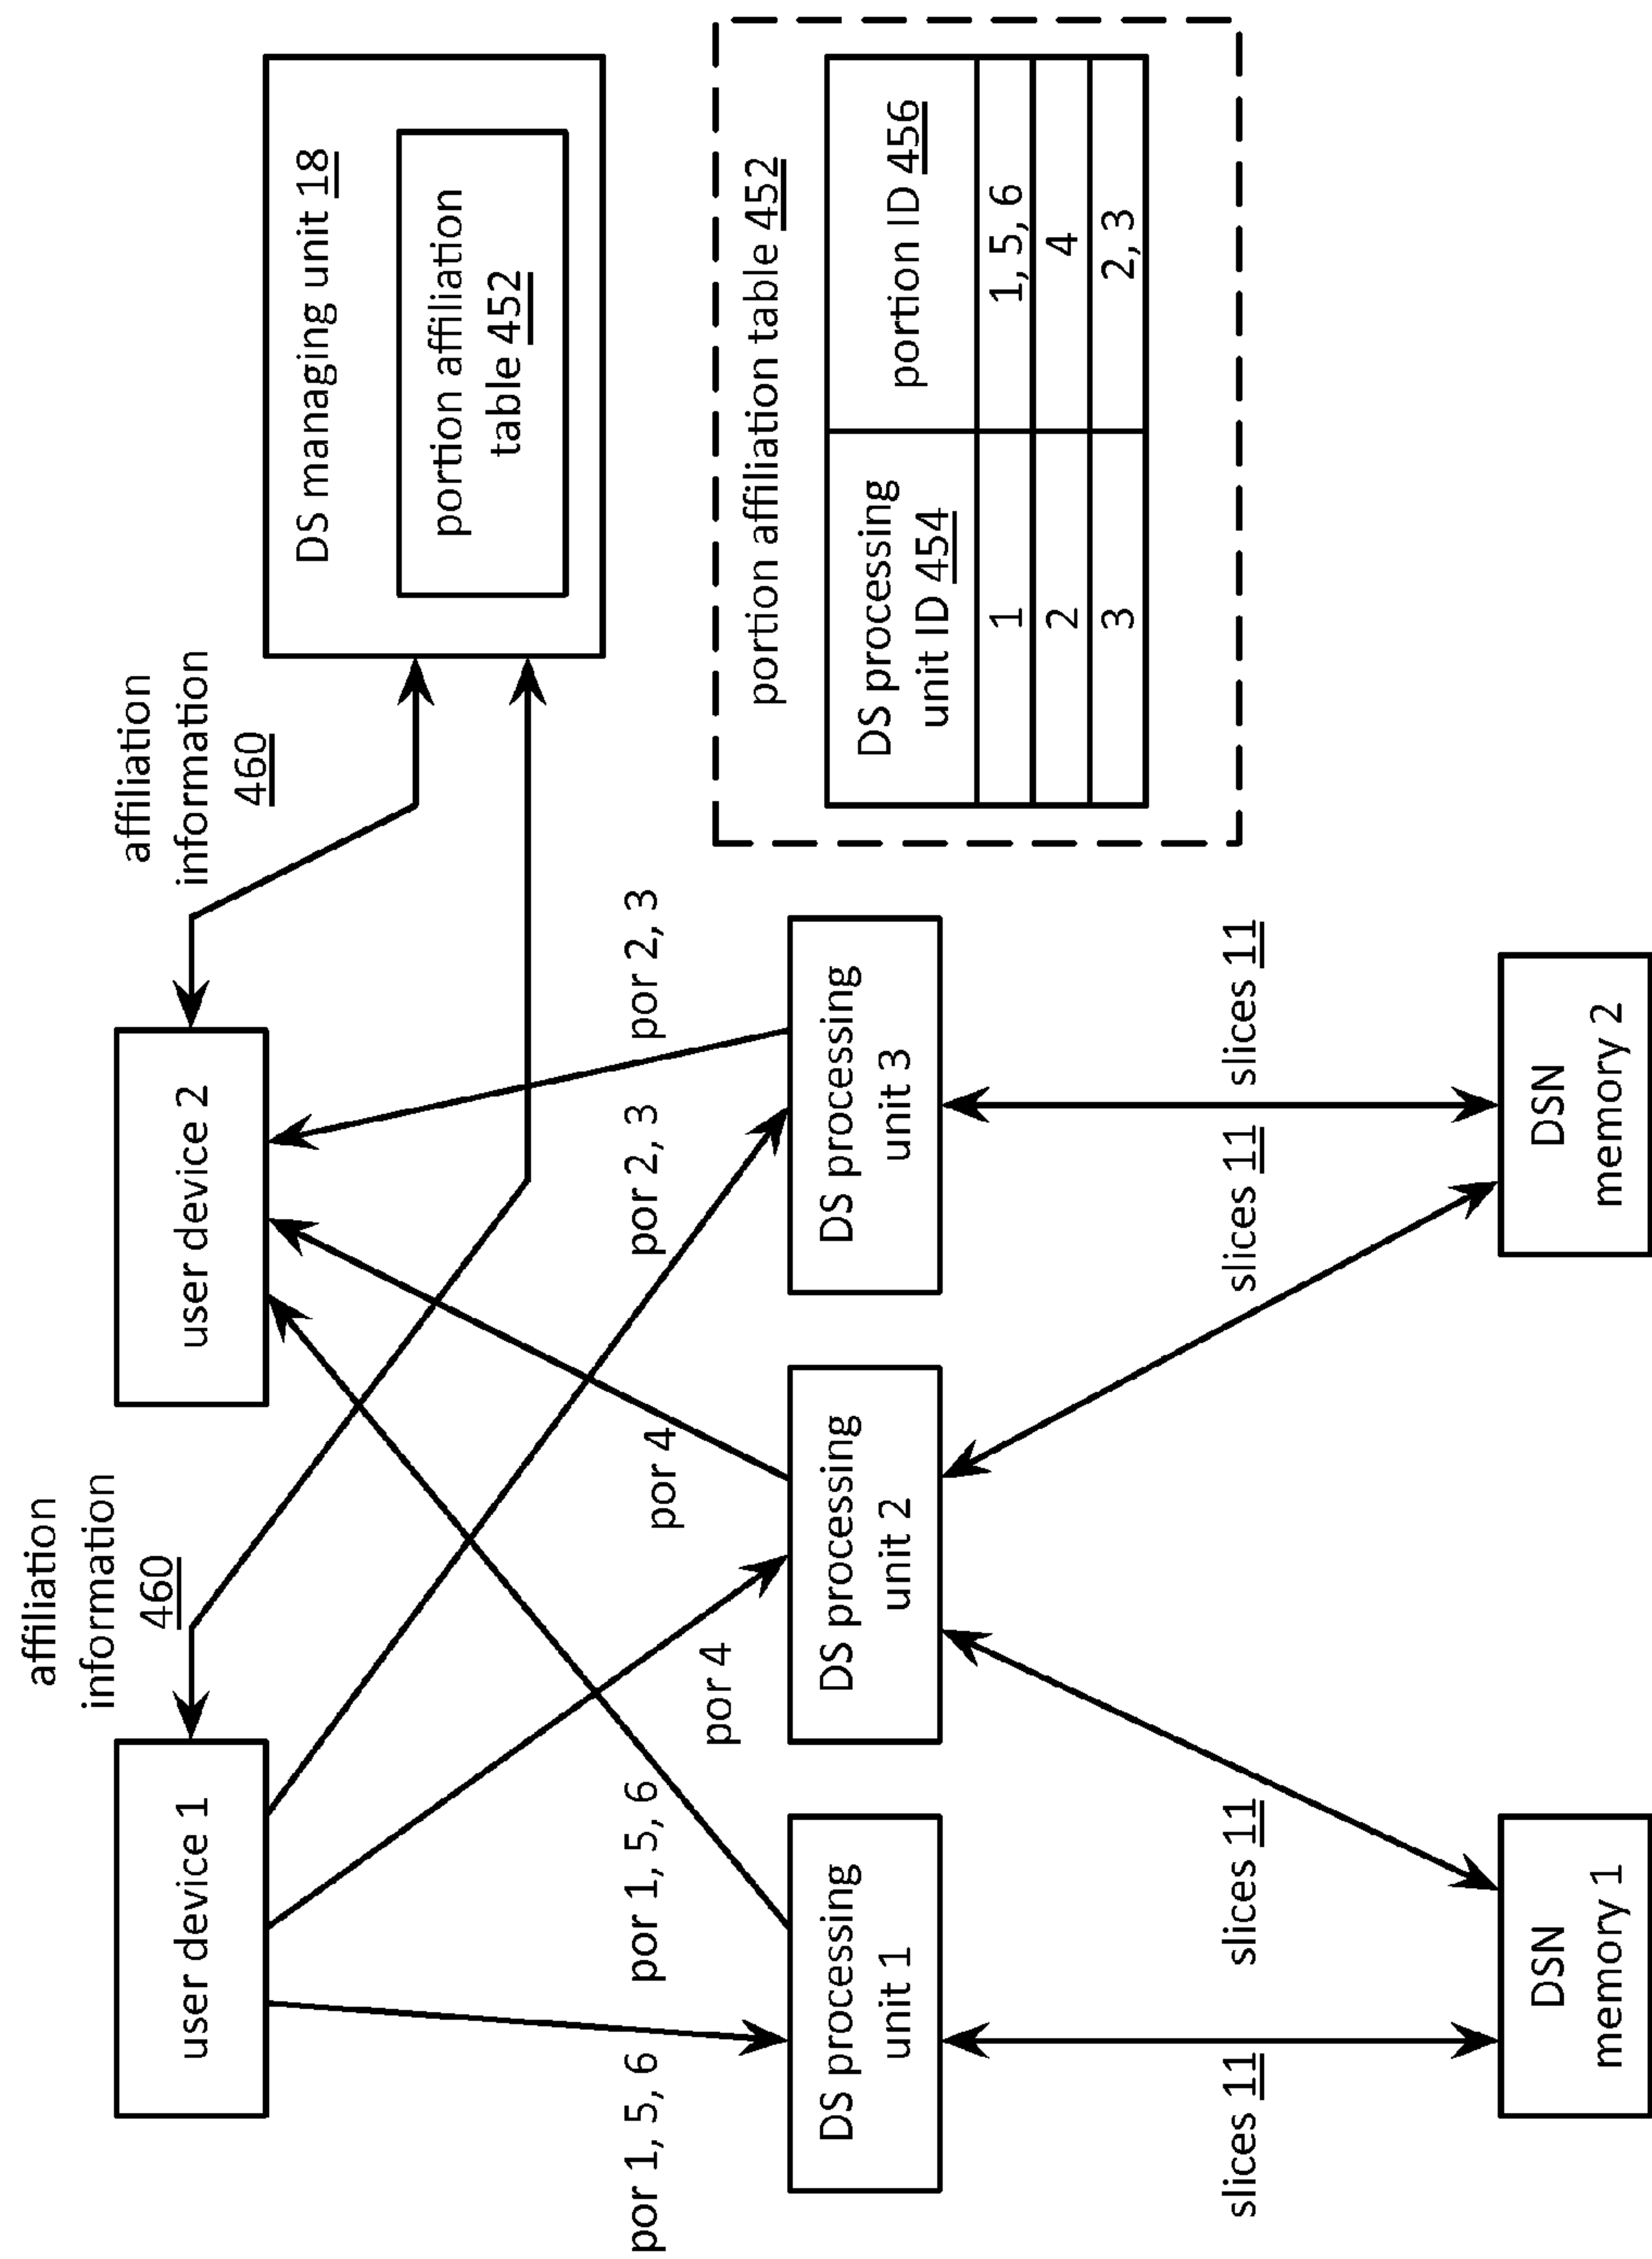 affiliation
information
460
affiliation
information
460
user device 1
user device 2
DS managing unit 18
portion affiliation
table 452
por 1, 5, 6
por 1, 5, 6
por 4
por 4
por 2, 3
por 2, 3
DS processing
unit 1
DS processing
unit 2
DS processing
unit 3
portion affiliation table 452
DS processing
unit ID 454
portion ID 456
1
1, 5, 6
2
4
3
2, 3
slices 11
slices 11
slices 11
slices 11
DSN
memory 1
DSN
memory 2